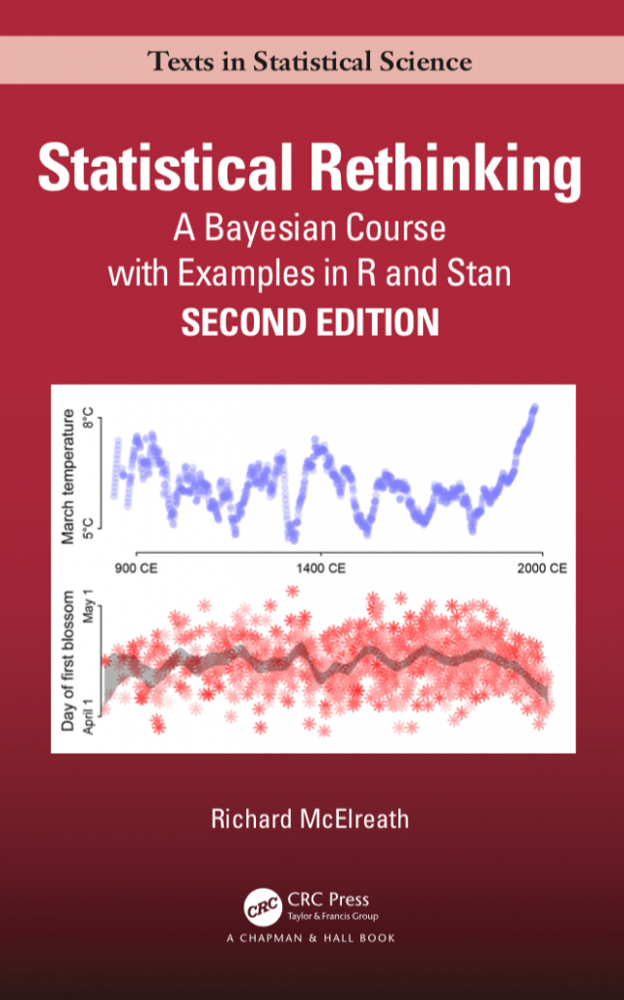 Texts in Statistical Science
Statistical Rethinking
A Bayesian Course
with Examples in R and Stan
SECOND EDITION
March temperature
8°C
5°C
900 CE
1400 CE
2000 CE
Day of first blossom
May 1
April 1
Richard McElreath
CRC
CRC Press
Taylor & Francis Group
A CHAPMAN & HALL BOOK